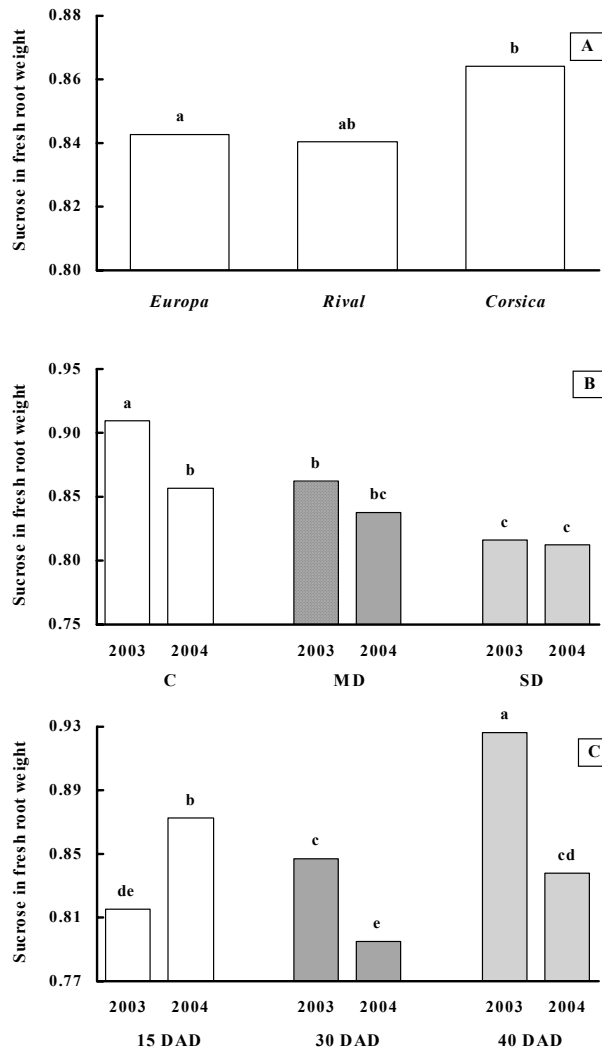 Sucrose in fresh root weight
0.88
0.86
0.84
0.82
0.80
A
a
ab
b
Europa Rival Corsica
Sucrose in fresh root weight
0.95
0.90
0.85
0.80
0.75
B
a
b
b
bc
c
c
2003 2004 2003 2004 2003 2004
C MD SD
Sucrose in fresh root weight
0.93
0.89
0.85
0.81
0.77
C
de
b
c
e
a
cd
2003 2004 2003 2004 2003 2004
15 DAD 30 DAD 40 DAD